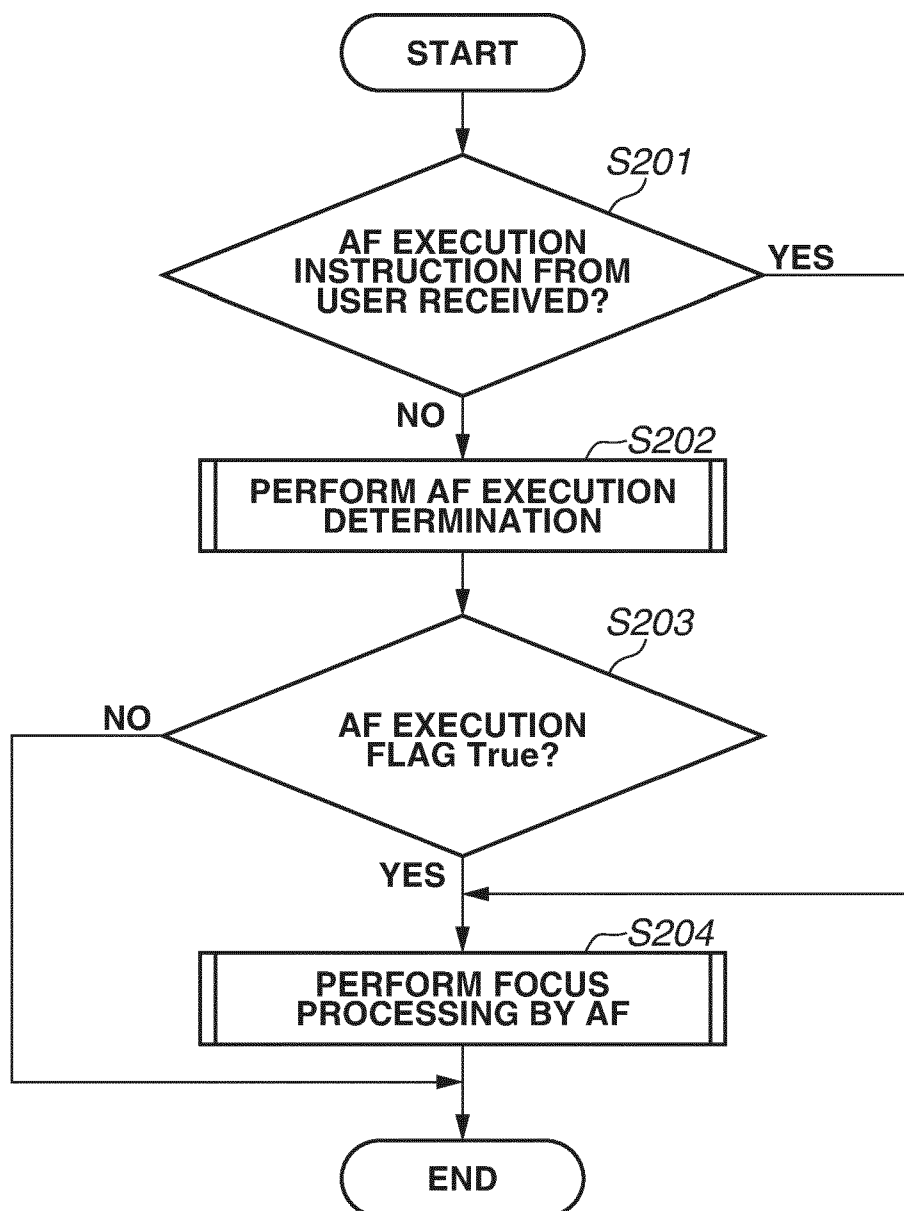 START
S201
AF EXECUTION
INSTRUCTION FROM
USER RECEIVED?
YES
NO
S202
PERFORM AF EXECUTION
DETERMINATION
S203
NO
AF EXECUTION
FLAG True?
YES
S204
PERFORM FOCUS
PROCESSING BY AF
END